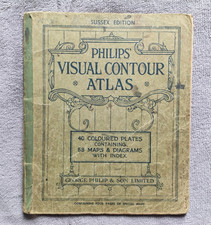 SUSSEX EDITION
PHILIPS'
VISUAL CONTOUR
ATLAS
40 COLOURED PLATES
CONTAINING
88 MAPS & DIAGRAMS
WITH INDEX
GEORGE PHILIP & SON LIMITED